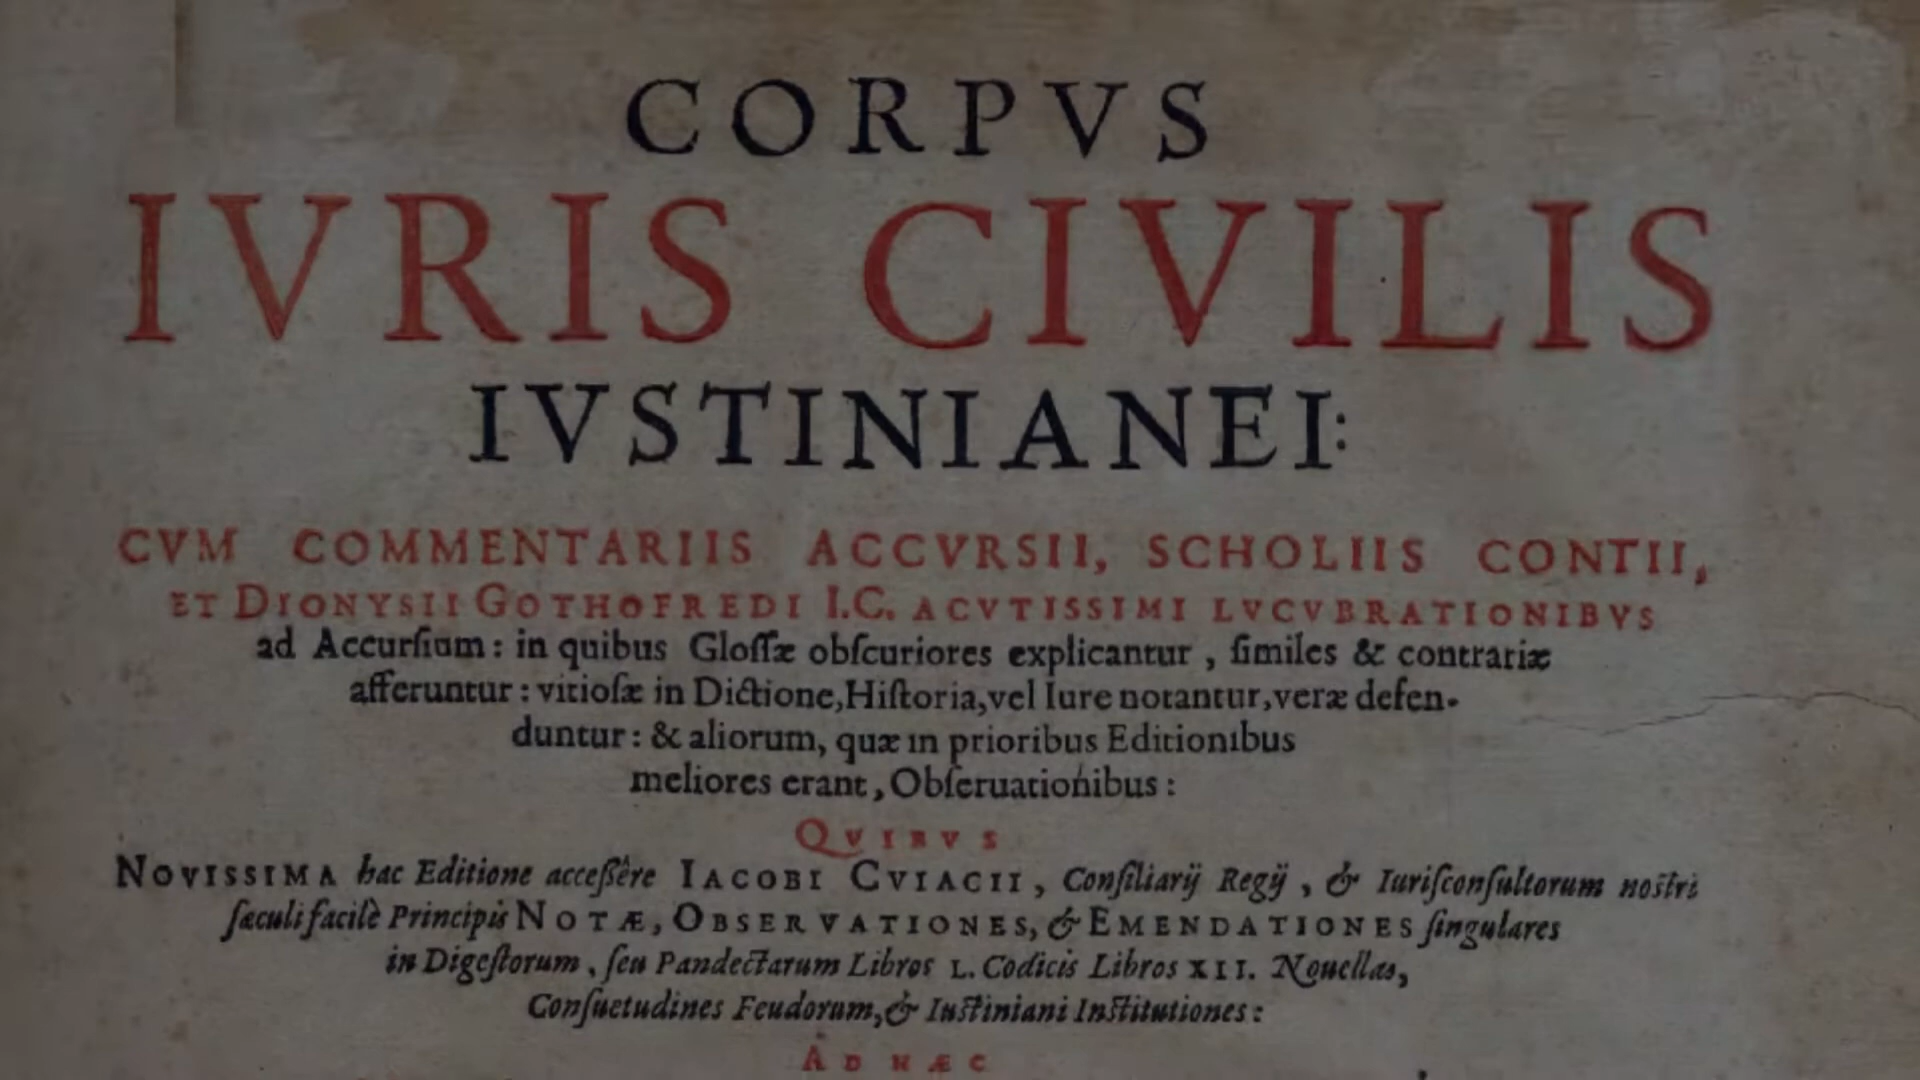 CORPVS
IVRIS CIVILIS
IVSTINIANEI:
CVM COMMENTARIIS ACCVRSII, SCHOLIIS CONTII,
ET DIONYSII GOTHOFREDI I.C. ACVTISSIMI LVCVBRATIONIBVS
ad Accurſium: in quibus Gloſſæ obſcuriores explicantur, ſimiles & contrariæ
afferuntur: vitioſæ in Dictione, Hiſtoria, vel Iure notantur, veræ defen-
duntur: & aliorum, quæ in prioribus Editionibus
meliores erant, Obſeruationibus:
QVIBVS
NOVISSIMA hac Editione acceſſêre IACOBI CVIACII, Conſiliarij Regij, & Iuriſconſultorum noſtri
ſæculi facilè Principis NOTÆ, OBSERVATIONES, & EMENDATIONES ſingulares
in Digeſtorum, ſeu Pandectarum Libros L. Codicis Libros XII. Nouellas,
Conſuetudines Feudorum, & Iuſtiniani Inſtitutiones:
AD HÆC